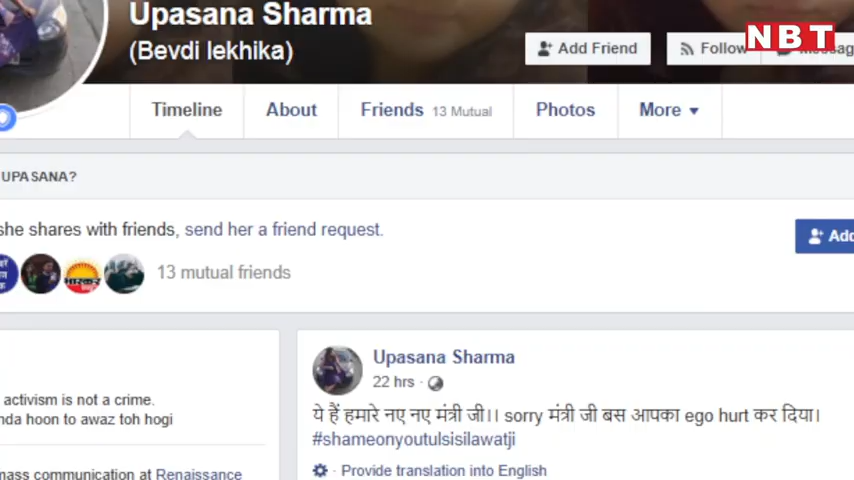 Upasana Sharma
(Bevdi lekhika)
NBT
Add Friend
Follow
Timeline
About
Friends 13 Mutual
Photos
More
UPASANA?
she shares with friends, send her a friend request.
Add
13 mutual friends
activism is not a crime.
nda hoon to awaz toh hogi
mass communication at Renaissance
Upasana Sharma
22 hrs
ये हैं हमारे नए नए मंत्री जी।। sorry मंत्री जी बस आपका ego hurt कर दिया।
#shameonyoutulsisilawatji
Provide translation into English